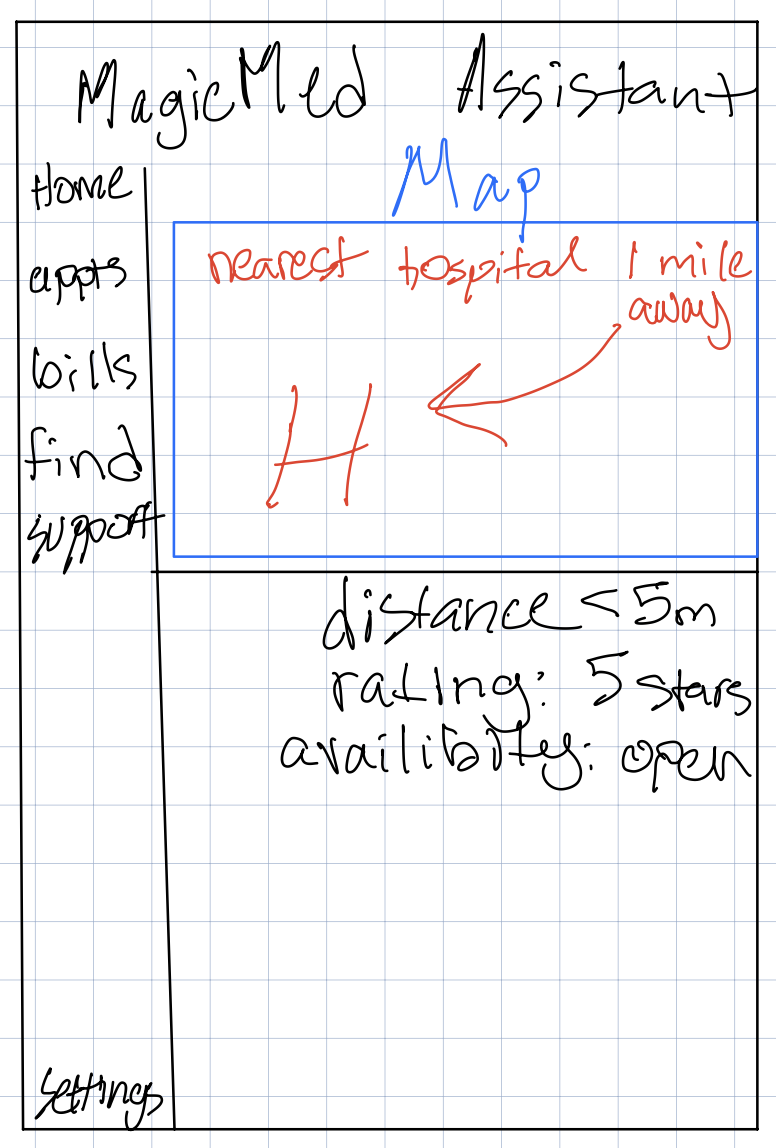 MagicMed Assistant
Home
appts
bills
find
support
settings
Map
nearest hospital 1 mile
away
H
distance < 5m
rating: 5 stars
availibility: open